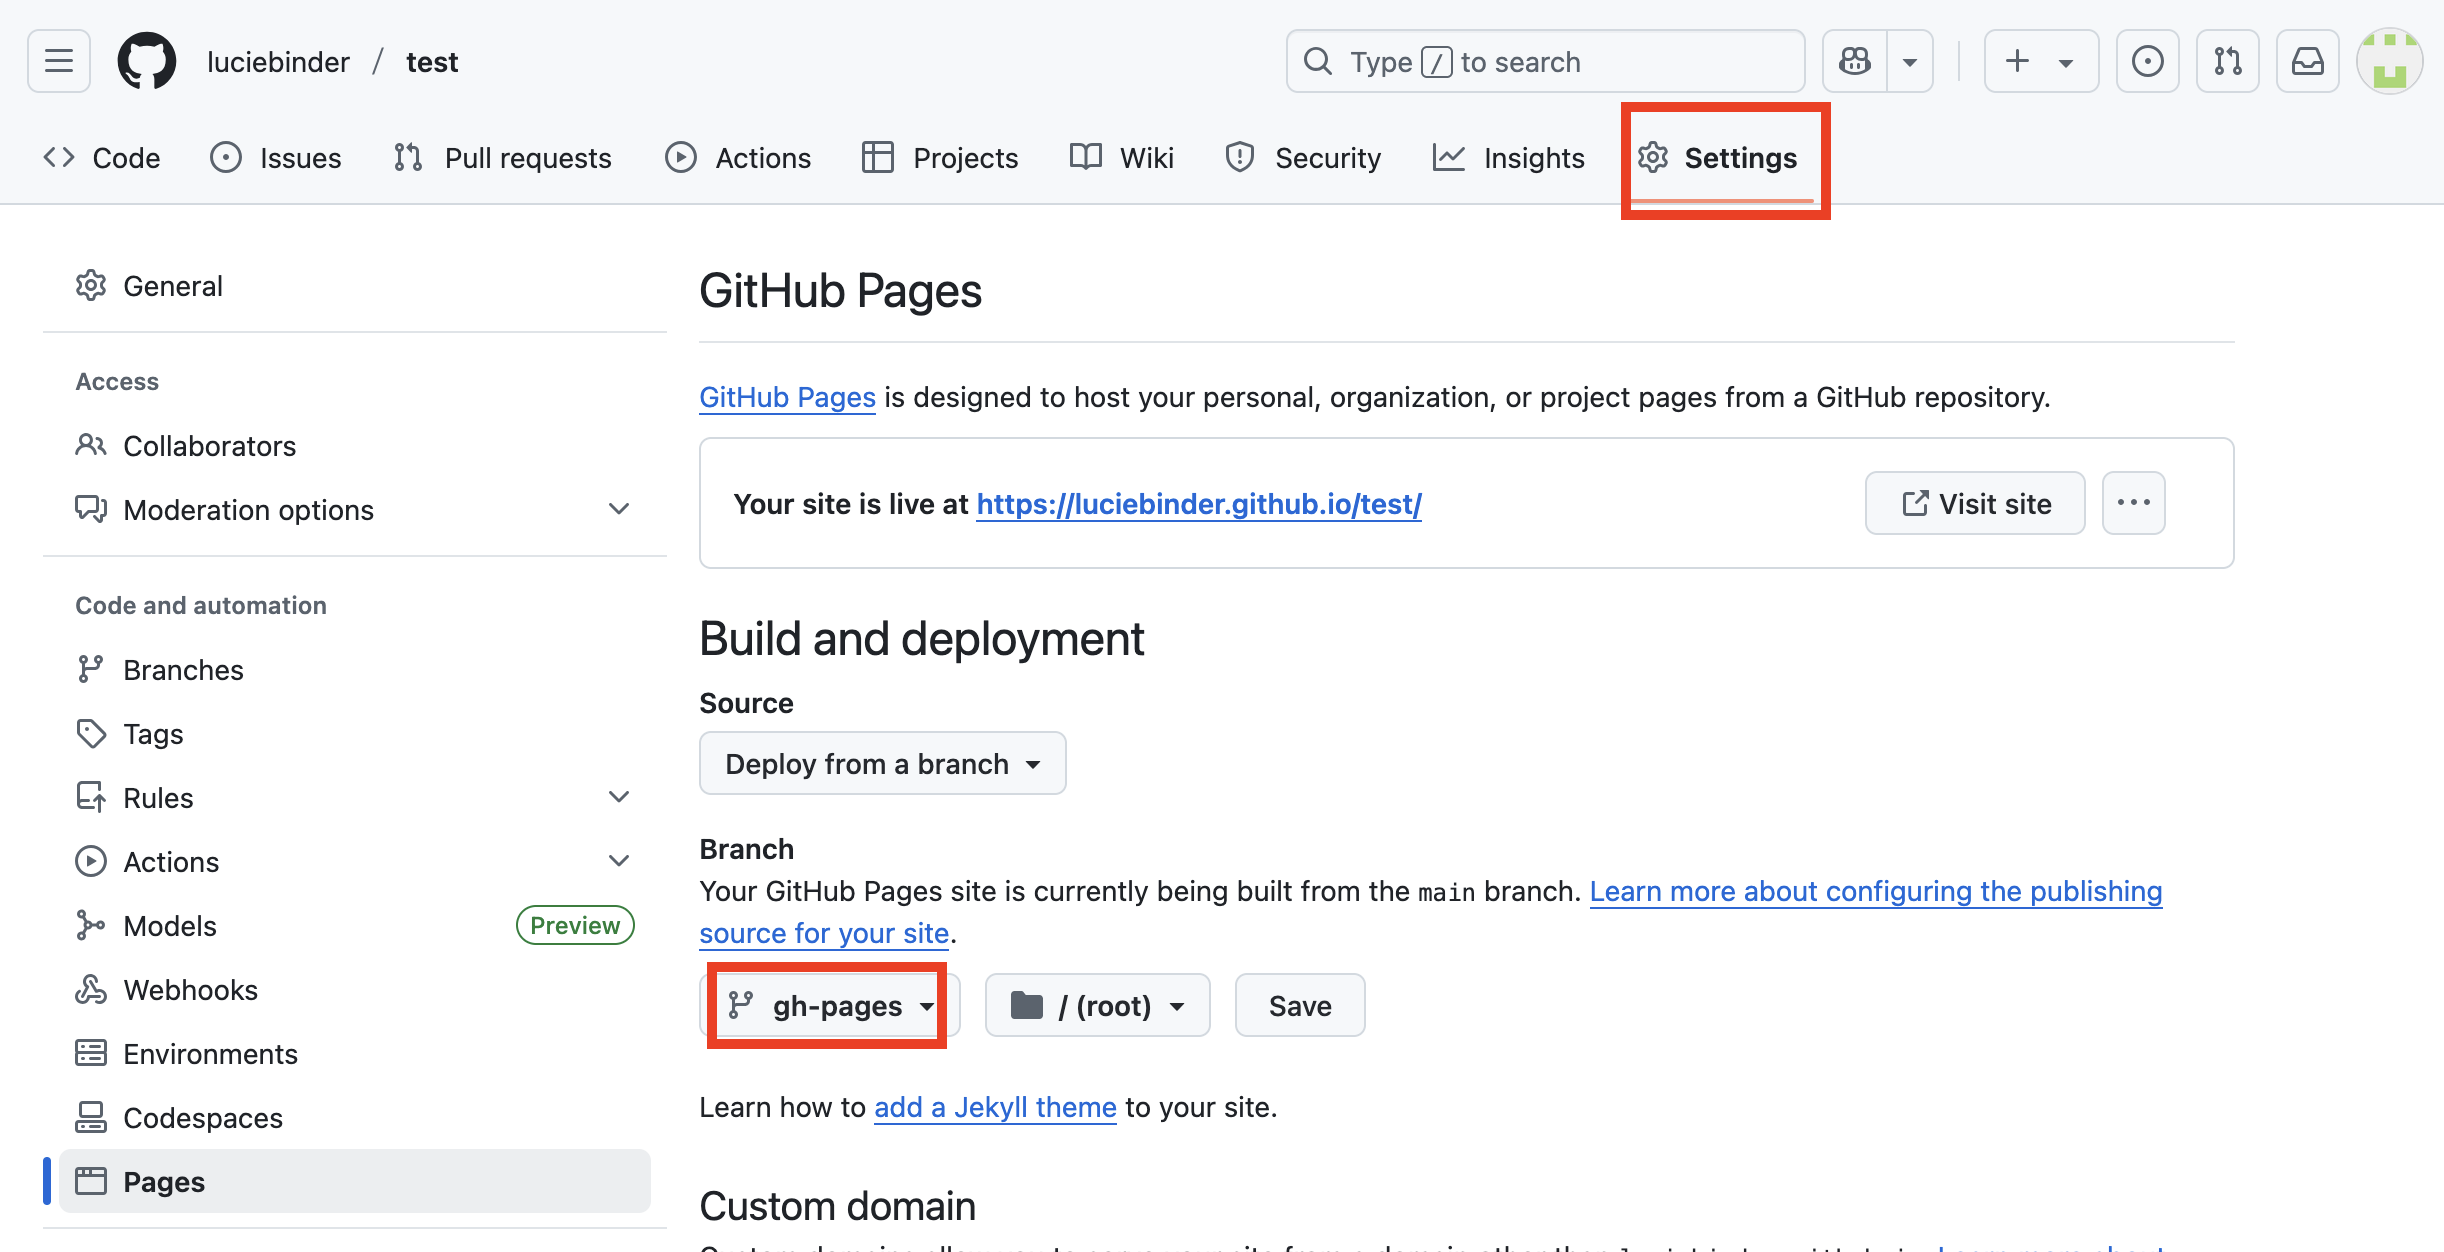 luciebinder / test
Type / to search
Code
Issues
Pull requests
Actions
Projects
Wiki
Security
Insights
Settings
General
Access
Collaborators
Moderation options
Code and automation
Branches
Tags
Rules
Actions
Models Preview
Webhooks
Environments
Codespaces
Pages
GitHub Pages
GitHub Pages is designed to host your personal, organization, or project pages from a GitHub repository.
Your site is live at https://luciebinder.github.io/test/
Visit site
Build and deployment
Source
Deploy from a branch
Branch
Your GitHub Pages site is currently being built from the main branch. Learn more about configuring the publishing
source for your site.
gh-pages
/ (root)
Save
Learn how to add a Jekyll theme to your site.
Custom domain